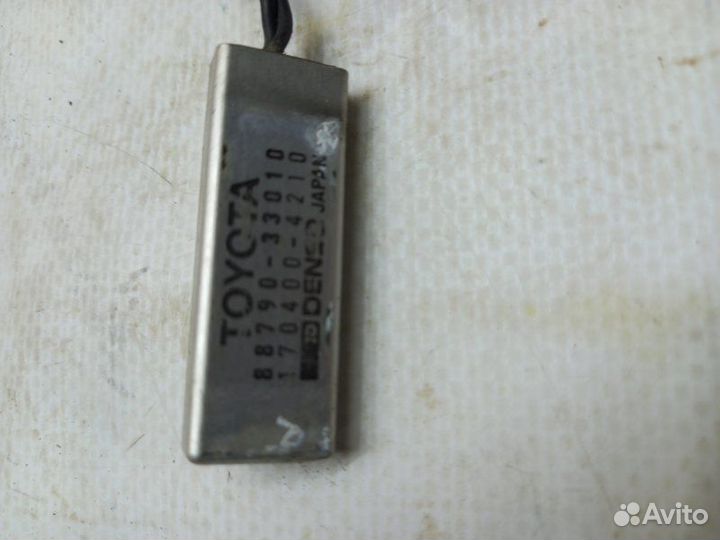 TOYOTA
88790-33010
170400-4210
DENSO JAPAN
Avito